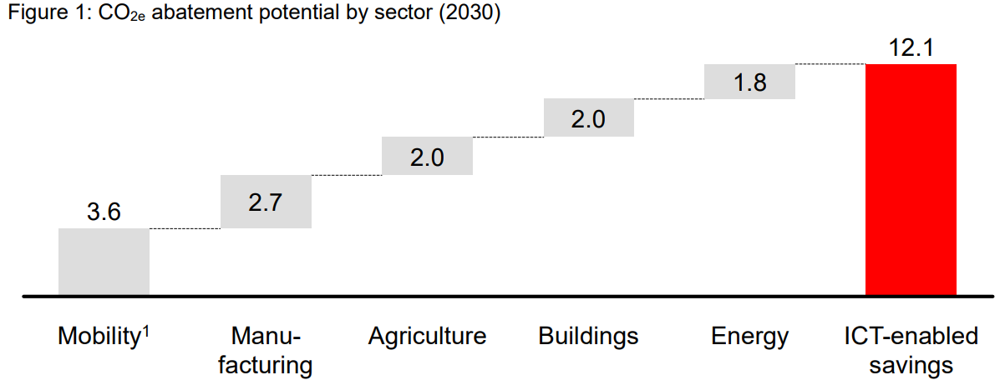 Figure 1: CO2e abatement potential by sector (2030)
12.1
1.8
2.0
2.0
2.7
3.6
Mobility¹
Manu-
facturing
Agriculture
Buildings
Energy
ICT-enabled
savings